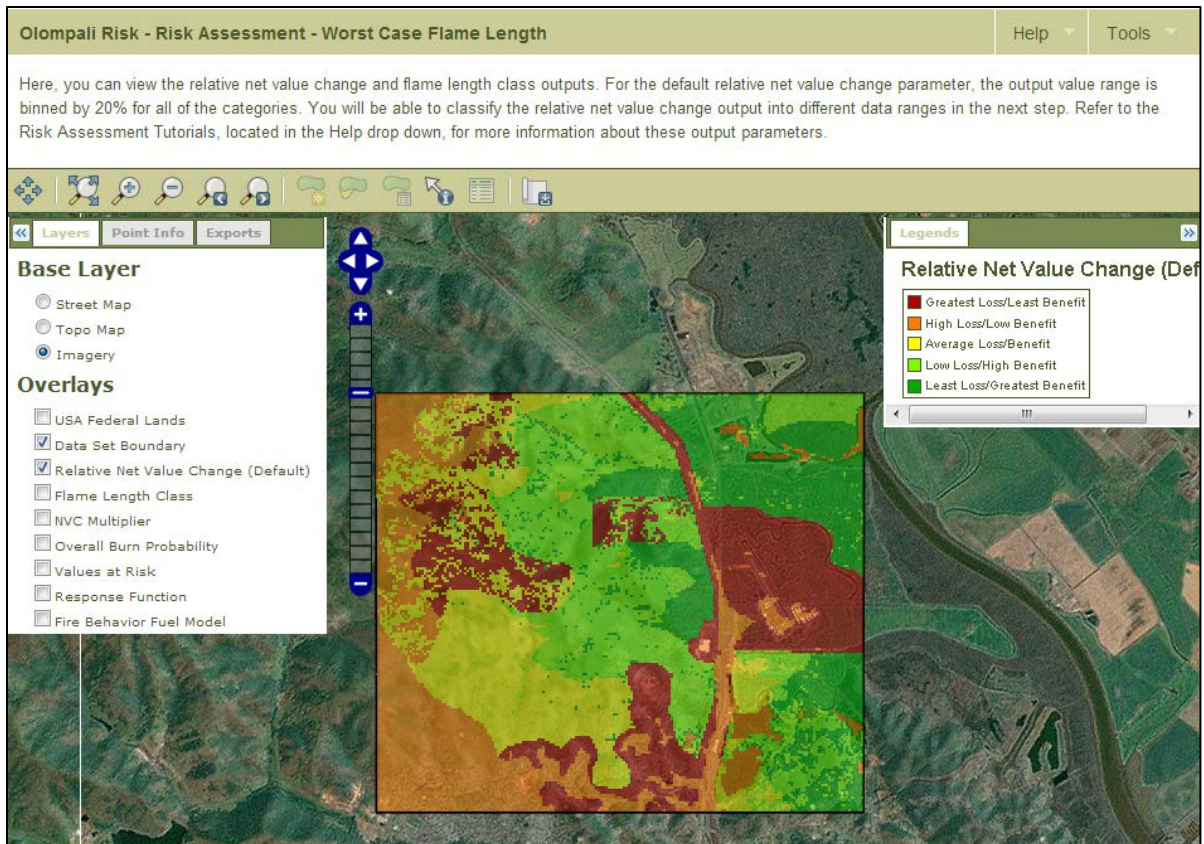 Olompali Risk - Risk Assessment - Worst Case Flame Length
Help
Tools
Here, you can view the relative net value change and flame length class outputs. For the default relative net value change parameter, the output value range is
binned by 20% for all of the categories. You will be able to classify the relative net value change output into different data ranges in the next step. Refer to the
Risk Assessment Tutorials, located in the Help drop down, for more information about these output parameters.
Layers
Point Info
Exports
Base Layer
Street Map
Topo Map
Imagery
Overlays
USA Federal Lands
Data Set Boundary
Relative Net Value Change (Default)
Flame Length Class
NVC Multiplier
Overall Burn Probability
Values at Risk
Response Function
Fire Behavior Fuel Model
Legends
Relative Net Value Change (Def
Greatest Loss/Least Benefit
High Loss/Low Benefit
Average Loss/Benefit
Low Loss/High Benefit
Least Loss/Greatest Benefit